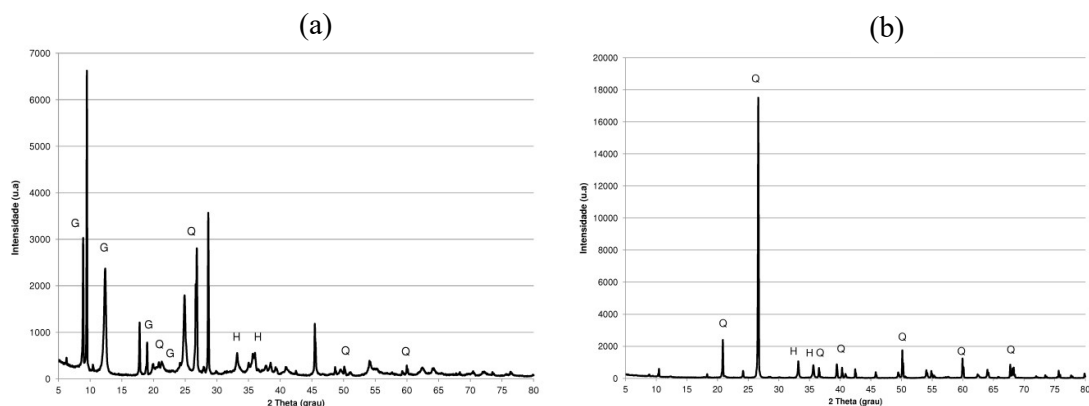 (a)
7000
6000
5000
4000
3000
2000
1000
0
Intensidade (u.a)
G
G
G
Q
G
Q
H
H
Q
Q
5 10 15 20 25 30 35 40 45 50 55 60 65 70 75 80
2 Theta (grau)
(b)
20000
18000
16000
14000
12000
10000
8000
6000
4000
2000
0
Intensidade (u.a)
Q
Q
H
H
Q
Q
Q
Q
Q
5 10 15 20 25 30 35 40 45 50 55 60 65 70 75 80
2 Theta (grau)